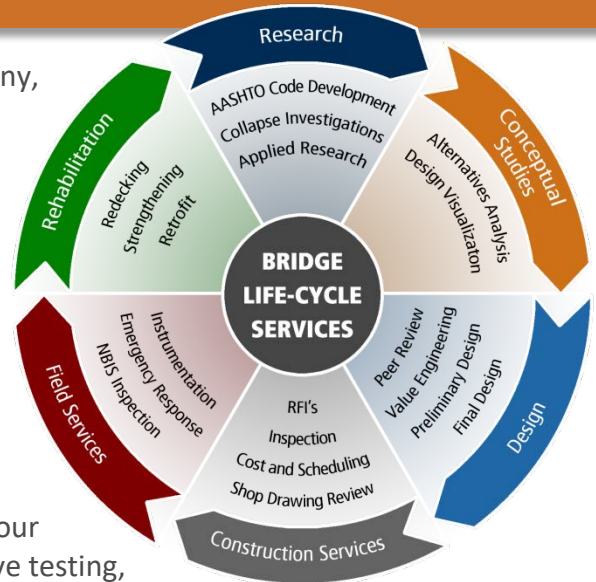 ny,
Research
AASHTO Code Development
Collapse Investigations
Applied Research
Conceptual
Studies
Alternatives Analysis
Design Visualizaton
Design
Peer Review
Value Engineering
Preliminary Design
Final Design
Construction Services
RFI's
Inspection
Cost and Scheduling
Shop Drawing Review
Field Services
Instrumentation
Emergency Response
NBIS Inspection
Rehabilitation
Redecking
Strengthening
Retrofit
BRIDGE
LIFE-CYCLE
SERVICES
our
ve testing,